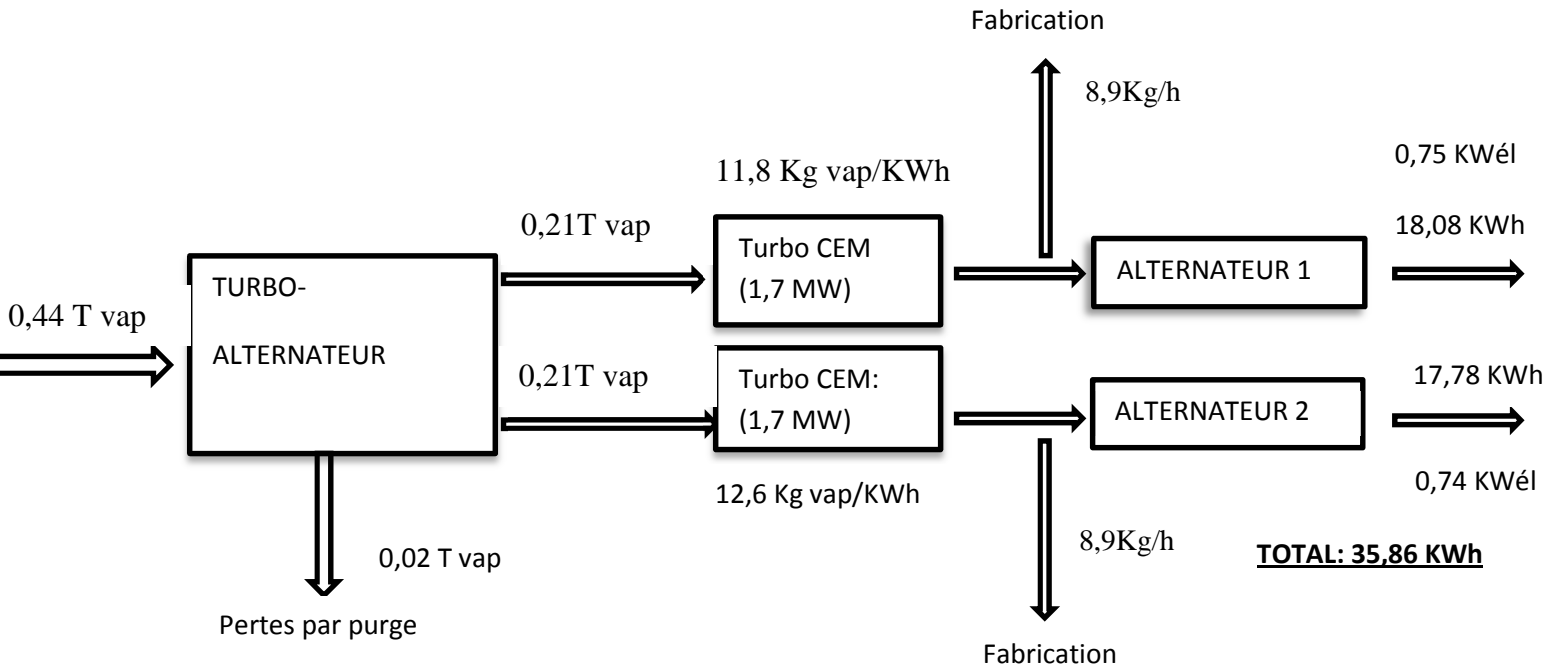 Fabrication
8,9Kg/h
0,75 KWél
11,8 Kg vap/KWh
0,21T vap
18,08 KWh
Turbo CEM
(1,7 MW)
ALTERNATEUR 1
TURBO-
ALTERNATEUR
0,44 T vap
0,21T vap
Turbo CEM:
(1,7 MW)
ALTERNATEUR 2
17,78 KWh
0,74 KWél
12,6 Kg vap/KWh
8,9Kg/h
TOTAL: 35,86 KWh
0,02 T vap
Pertes par purge
Fabrication